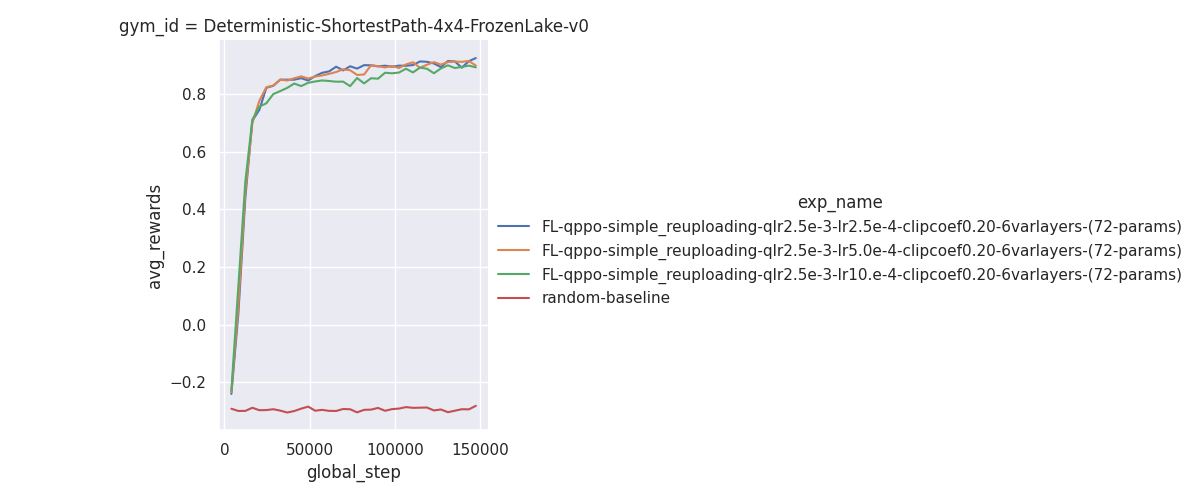 gym_id = Deterministic-ShortestPath-4x4-FrozenLake-v0
avg_rewards
0.8
0.6
0.4
0.2
0.0
−0.2
0
50000
100000
150000
global_step
exp_name
FL-qppo-simple_reuploading-qlr2.5e-3-lr2.5e-4-clipcoef0.20-6varlayers-(72-params)
FL-qppo-simple_reuploading-qlr2.5e-3-lr5.0e-4-clipcoef0.20-6varlayers-(72-params)
FL-qppo-simple_reuploading-qlr2.5e-3-lr10.e-4-clipcoef0.20-6varlayers-(72-params)
random-baseline